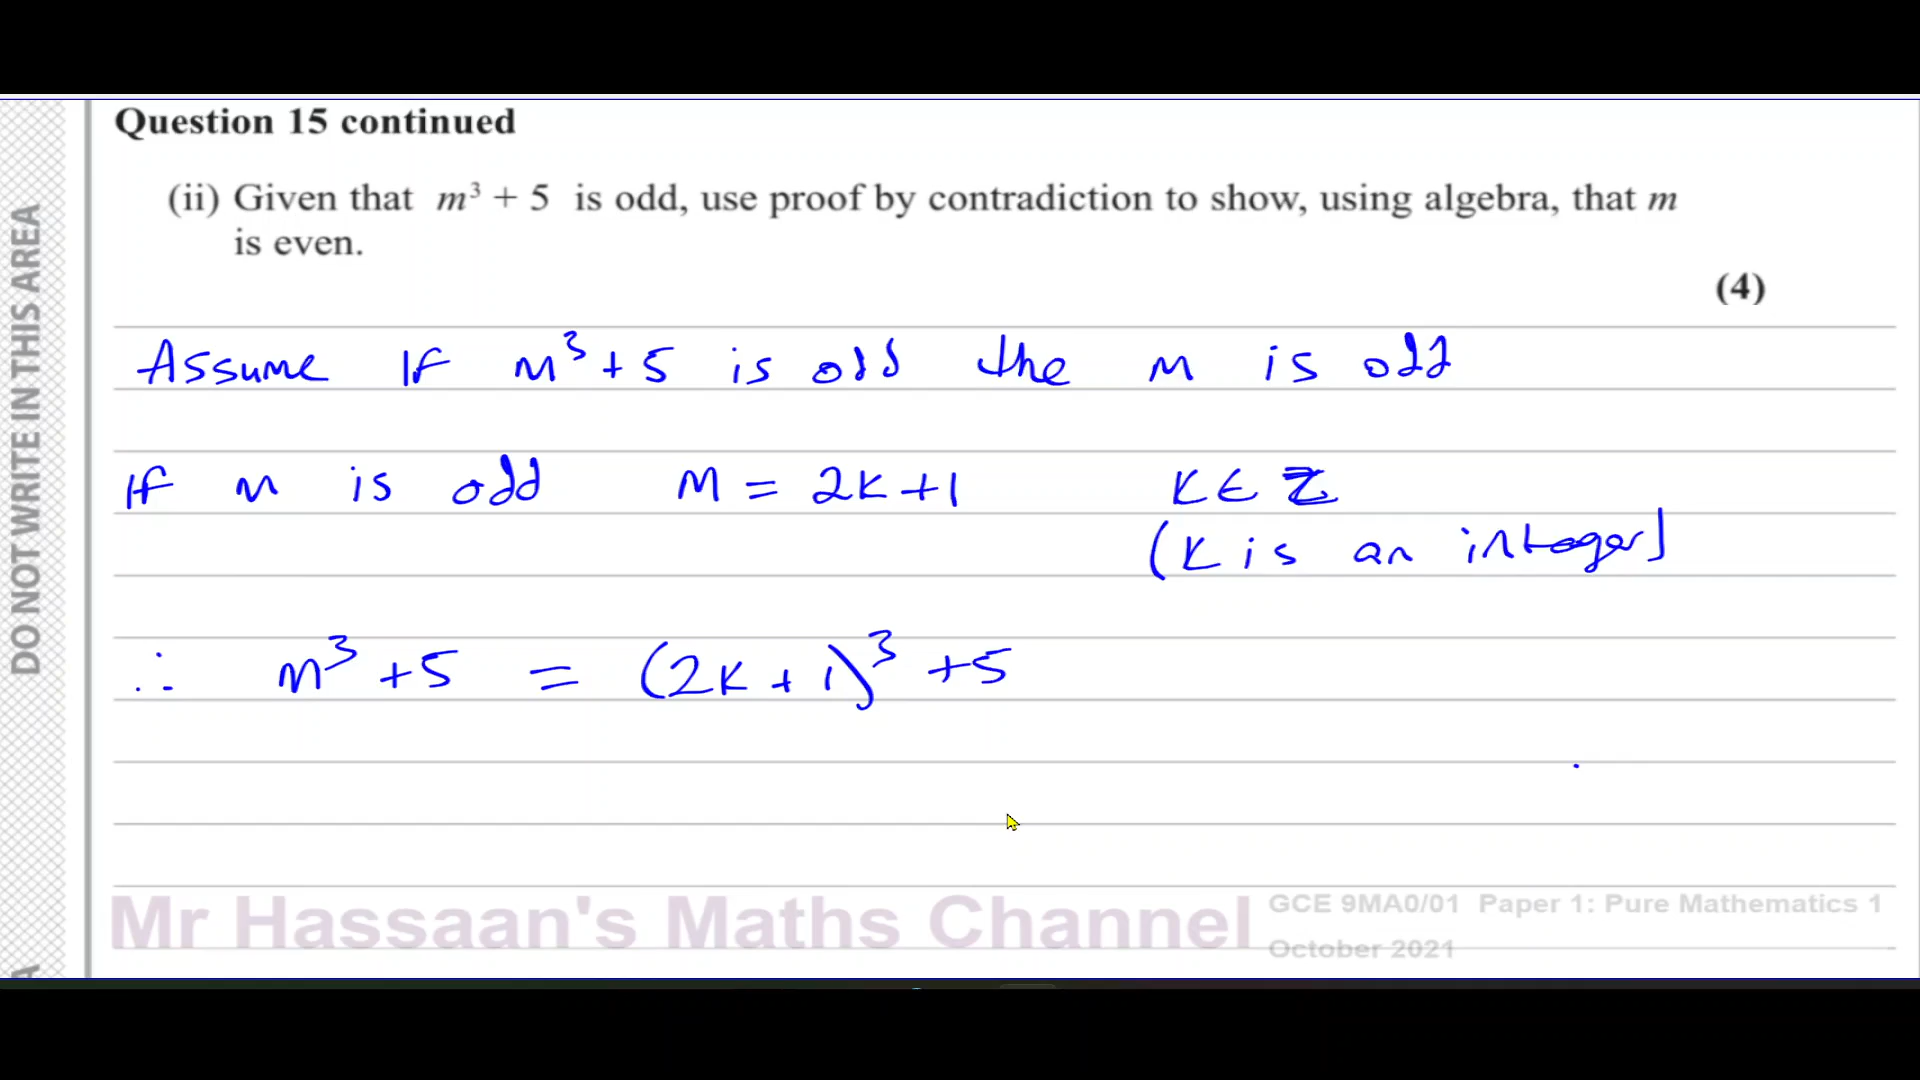 Question 15 continued
(ii) Given that m³ + 5 is odd, use proof by contradiction to show, using algebra, that m
is even.
(4)
Assume If m³ + 5 is odd the m is odd
If m is odd m = 2k + 1 k ∈ ℤ
(k is an integer]
∴ m³ + 5 = (2k + 1)³ + 5
DO NOT WRITE IN THIS AREA
Mr Hassaan's Maths Channel
GCE 9MA0/01 Paper 1: Pure Mathematics 1
October 2021